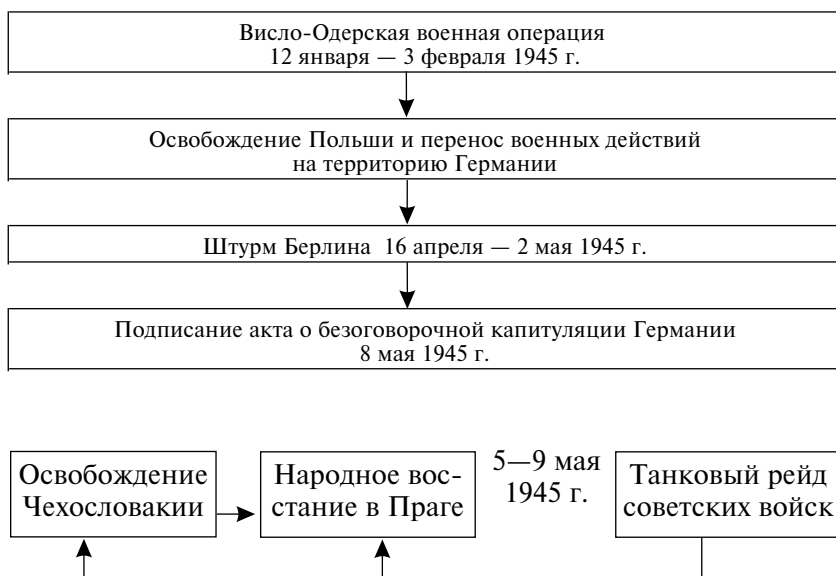 Висло-Одерская военная операция
12 января — 3 февраля 1945 г.
Освобождение Польши и перенос военных действий
на территорию Германии
Штурм Берлина 16 апреля — 2 мая 1945 г.
Подписание акта о безоговорочной капитуляции Германии
8 мая 1945 г.
Освобождение
Чехословакии
Народное вос-
стание в Праге
5—9 мая
1945 г.
Танковый рейд
советских войск